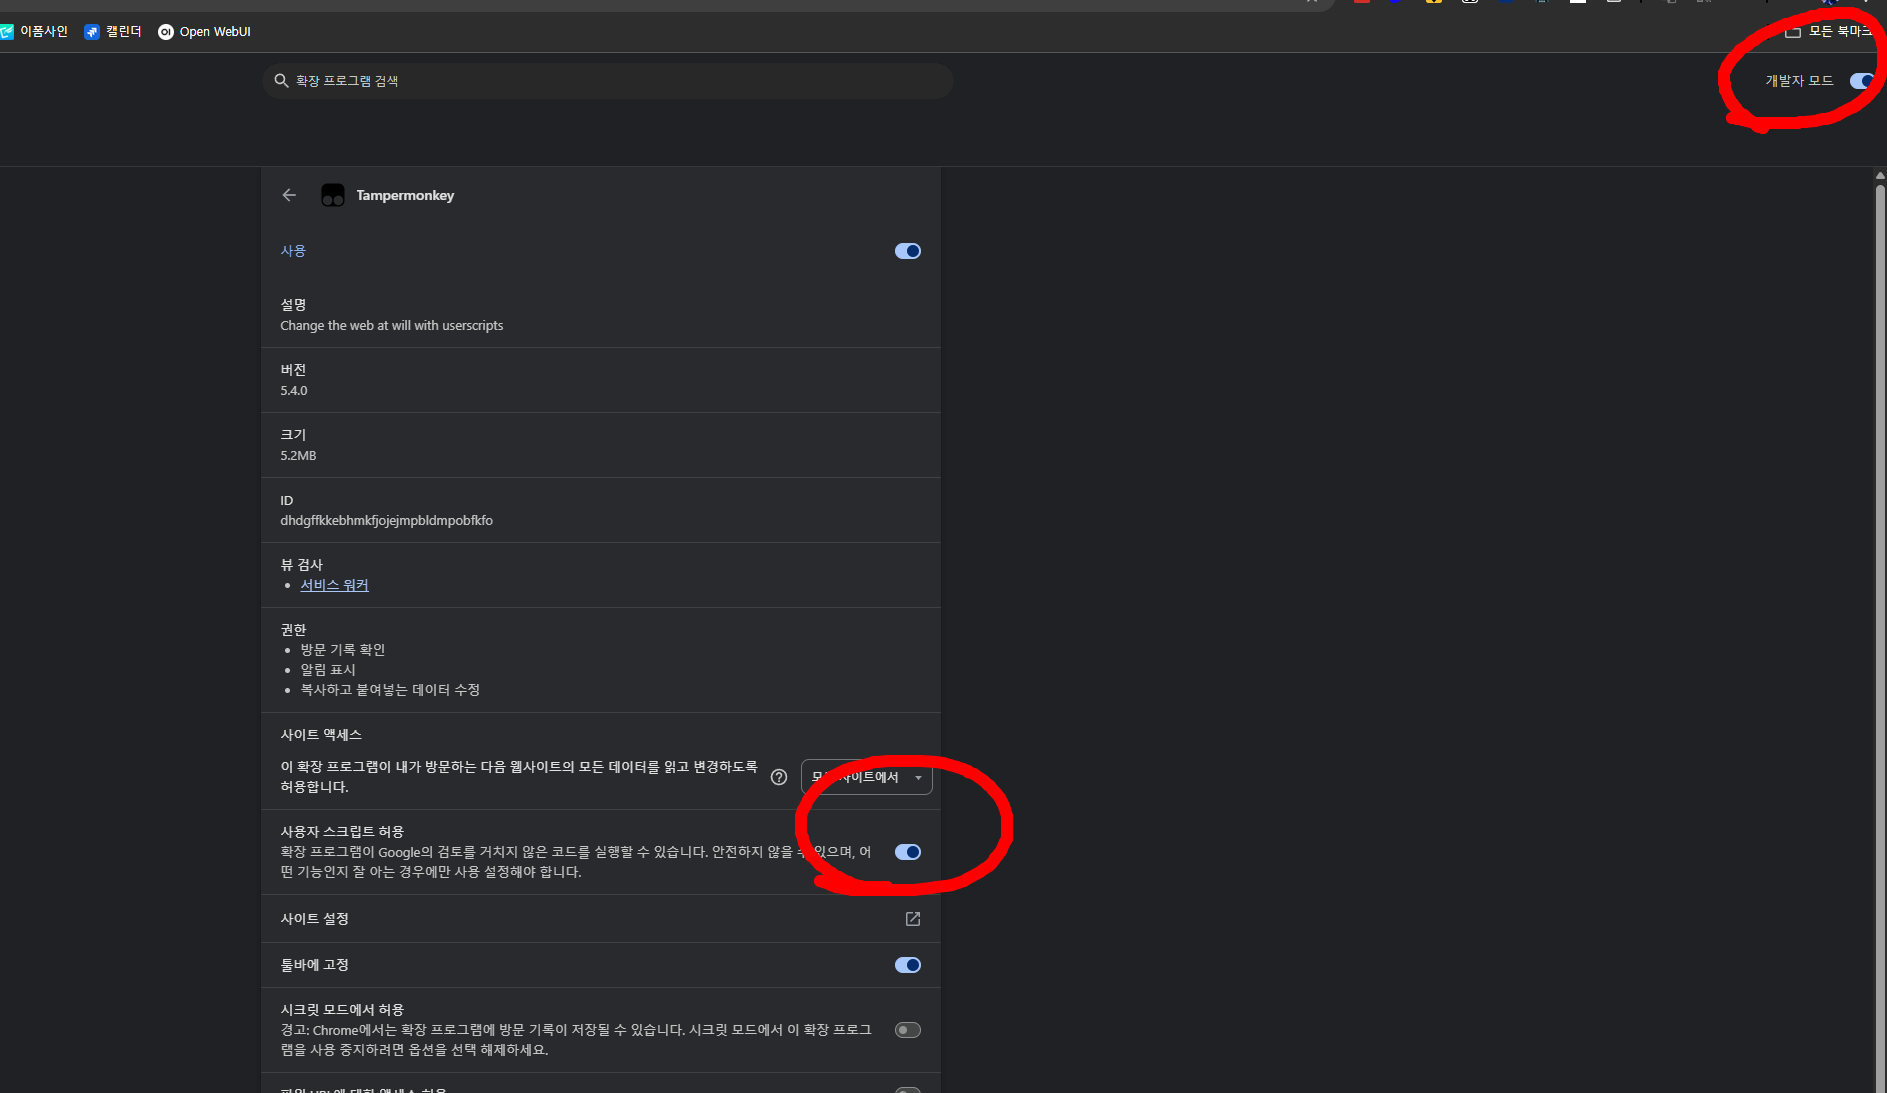 이폼사인
캘린더
Open WebUI
모든 북마크
확장 프로그램 검색
개발자 모드
Tampermonkey
사용
설명
Change the web at will with userscripts
버전
5.4.0
크기
5.2MB
ID
dhdgffkkebhmkfjojejmpbldmpobfkfo
뷰 검사
서비스 워커
권한
방문 기록 확인
알림 표시
복사하고 붙여넣는 데이터 수정
사이트 액세스
이 확장 프로그램이 내가 방문하는 다음 웹사이트의 모든 데이터를 읽고 변경하도록
허용합니다.
모든 사이트에서
사용자 스크립트 허용
확장 프로그램이 Google의 검토를 거치지 않은 코드를 실행할 수 있습니다. 안전하지 않을 수 있으며, 어
떤 기능인지 잘 아는 경우에만 사용 설정해야 합니다.
사이트 설정
툴바에 고정
시크릿 모드에서 허용
경고: Chrome에서는 확장 프로그램에 방문 기록이 저장될 수 있습니다. 시크릿 모드에서 이 확장 프로그
램을 사용 중지하려면 옵션을 선택 해제하세요.